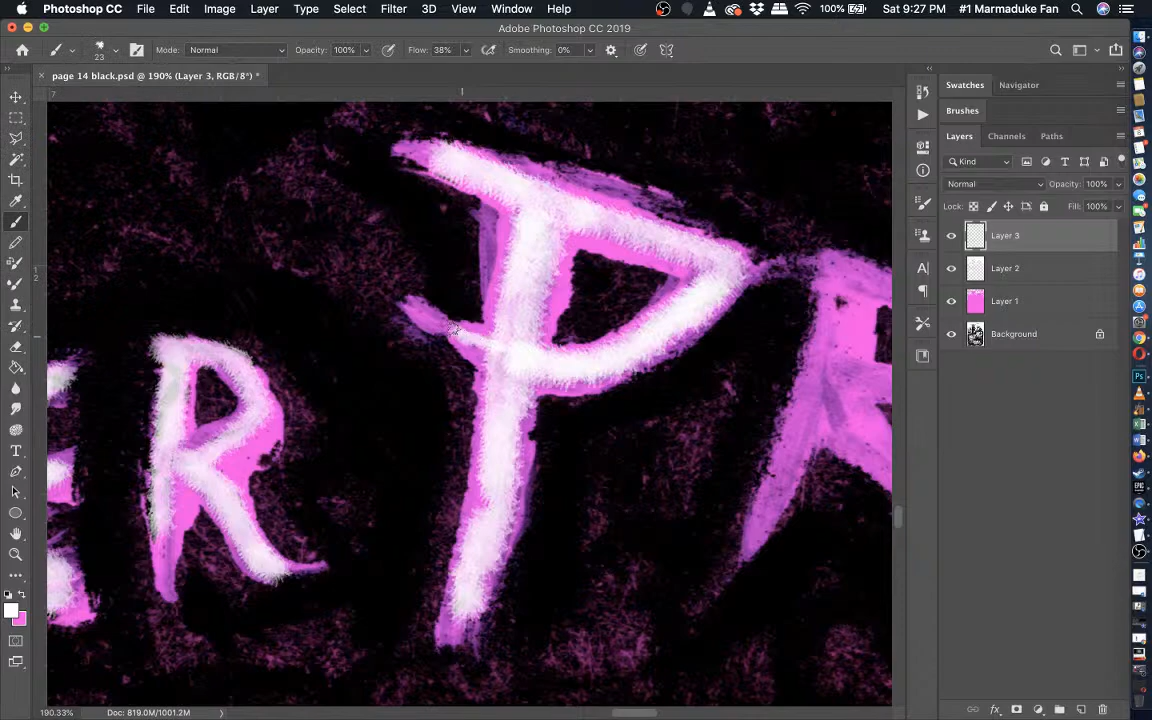 Photoshop CC File Edit Image Layer Type Select Filter 3D View Window Help 100% Sat 9:27 PM #1 Marmaduke Fan
Adobe Photoshop CC 2019
23 Mode: Normal Opacity: 100% Flow: 38% Smoothing: 0%
× page 14 black.psd @ 190% (Layer 3, RGB/8*) *
Swatches Navigator
Brushes
Layers Channels Paths
Kind
Normal Opacity: 100%
Lock: Fill: 100%
Layer 3
Layer 2
Layer 1
Background
R P
190.33% Doc: 819.0M/1001.2M